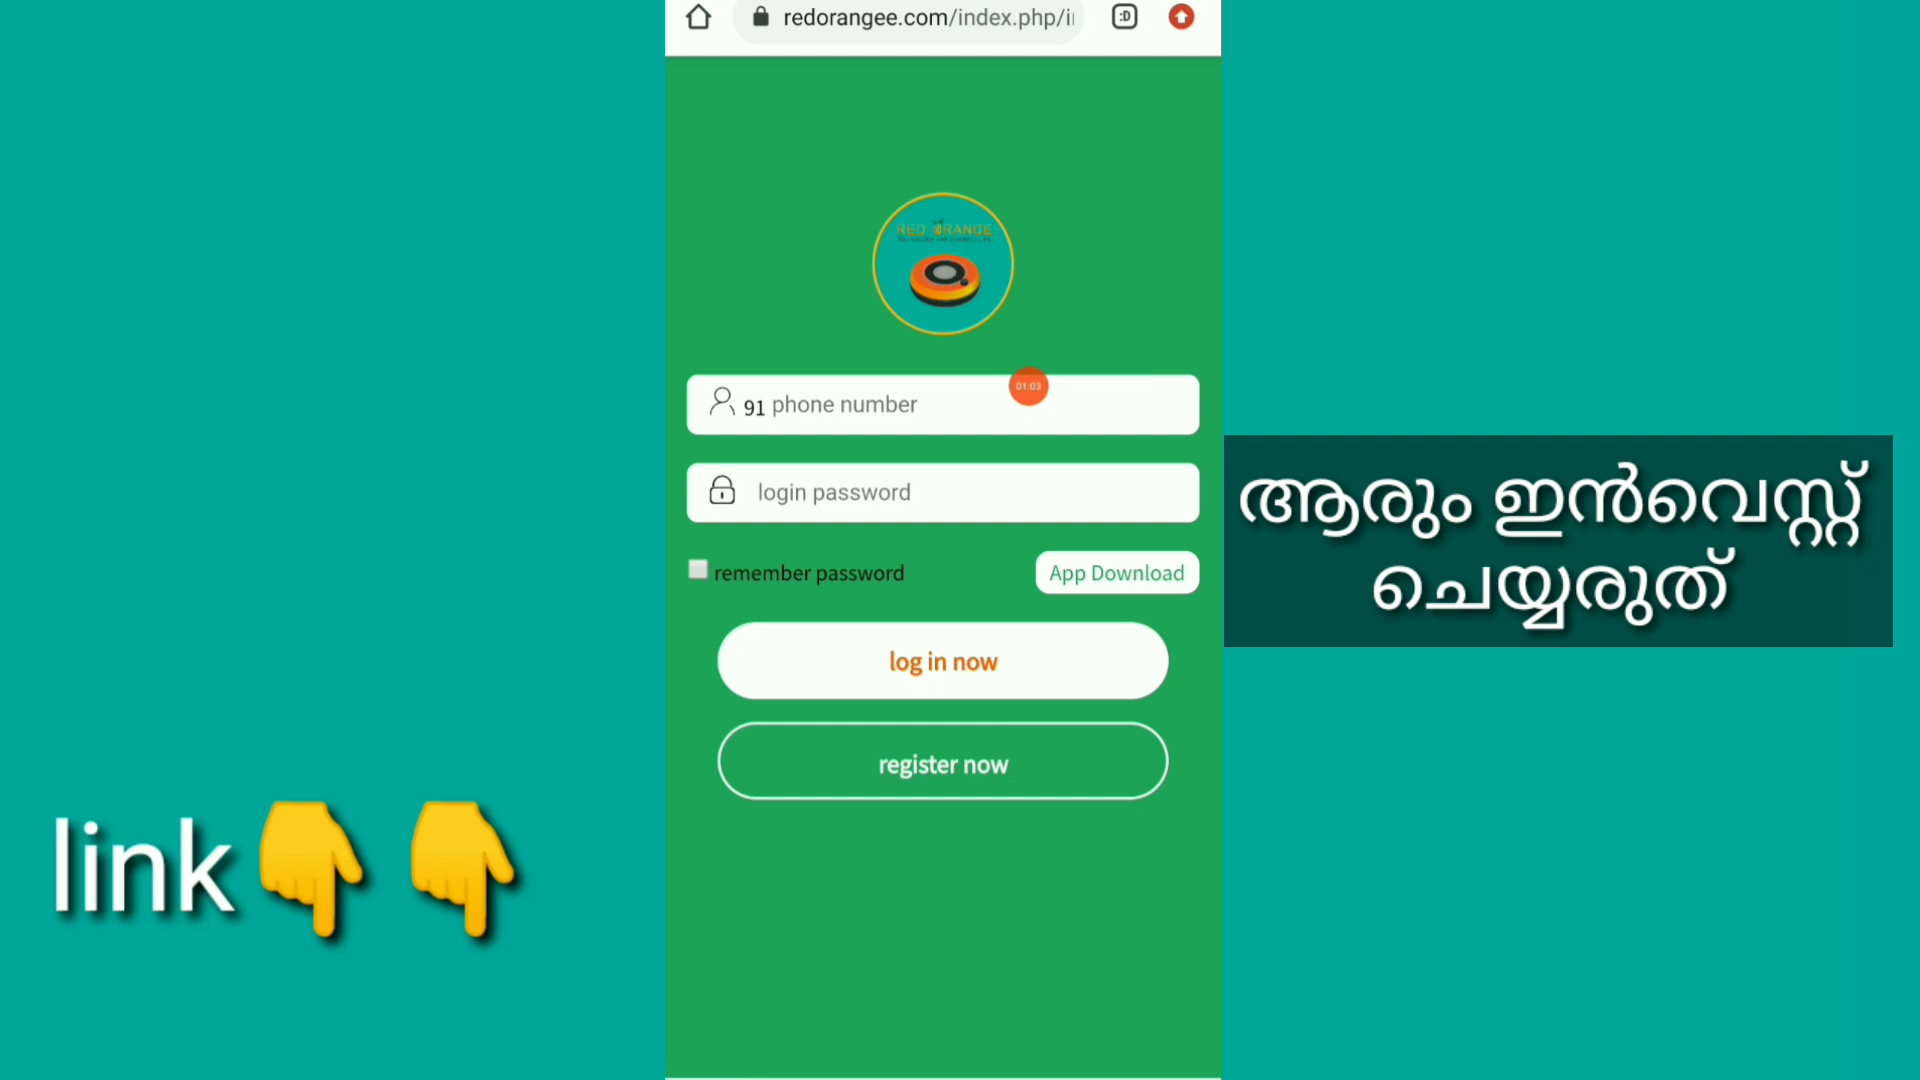 redorangee.com/index.php/i
:D
RED ORANGE
01:03
91 phone number
login password
remember password
App Download
log in now
register now
ആരും ഇൻവെസ്റ്റ്
ചെയ്യരുത്
link👇👇